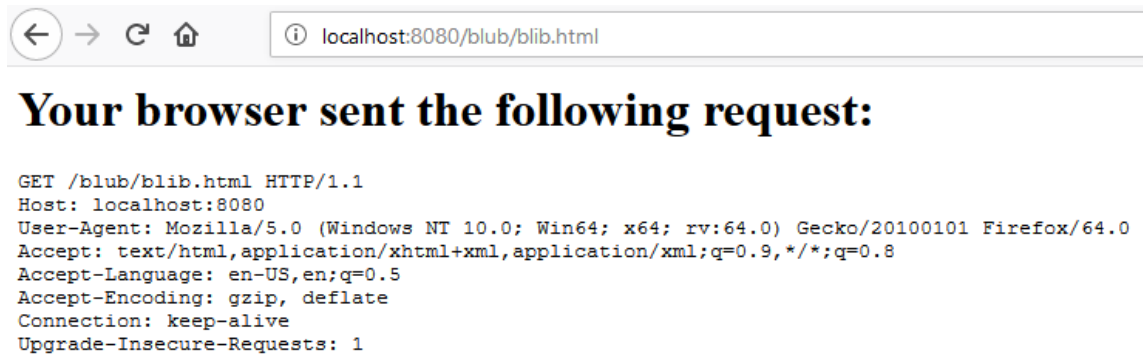 localhost:8080/blub/blib.html
Your browser sent the following request:
GET /blub/blib.html HTTP/1.1
Host: localhost:8080
User-Agent: Mozilla/5.0 (Windows NT 10.0; Win64; x64; rv:64.0) Gecko/20100101 Firefox/64.0
Accept: text/html,application/xhtml+xml,application/xml;q=0.9,*/*;q=0.8
Accept-Language: en-US,en;q=0.5
Accept-Encoding: gzip, deflate
Connection: keep-alive
Upgrade-Insecure-Requests: 1